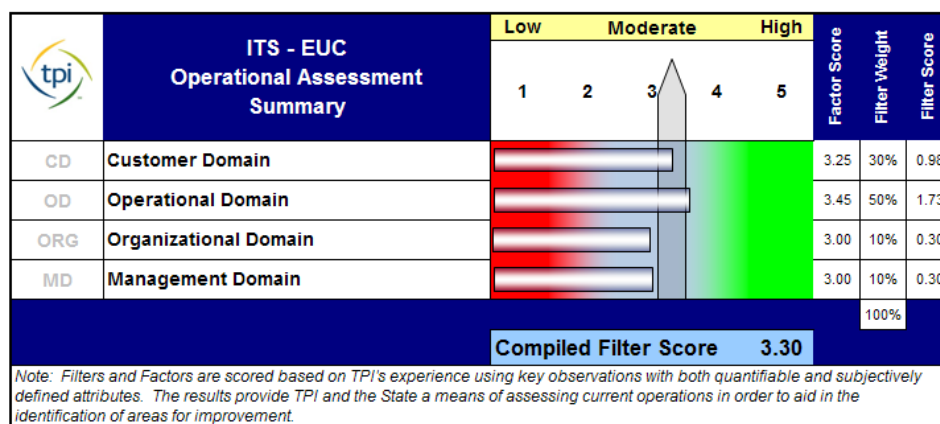 tpi
ITS - EUC
Operational Assessment
Summary
Low Moderate High
1 2 3 4 5
Factor Score
Filter Weight
Filter Score
CD Customer Domain 3.25 30% 0.98
OD Operational Domain 3.45 50% 1.73
ORG Organizational Domain 3.00 10% 0.30
MD Management Domain 3.00 10% 0.30
100%
Compiled Filter Score 3.30
Note: Filters and Factors are scored based on TPI's experience using key observations with both quantifiable and subjectively
defined attributes. The results provide TPI and the State a means of assessing current operations in order to aid in the
identification of areas for improvement.